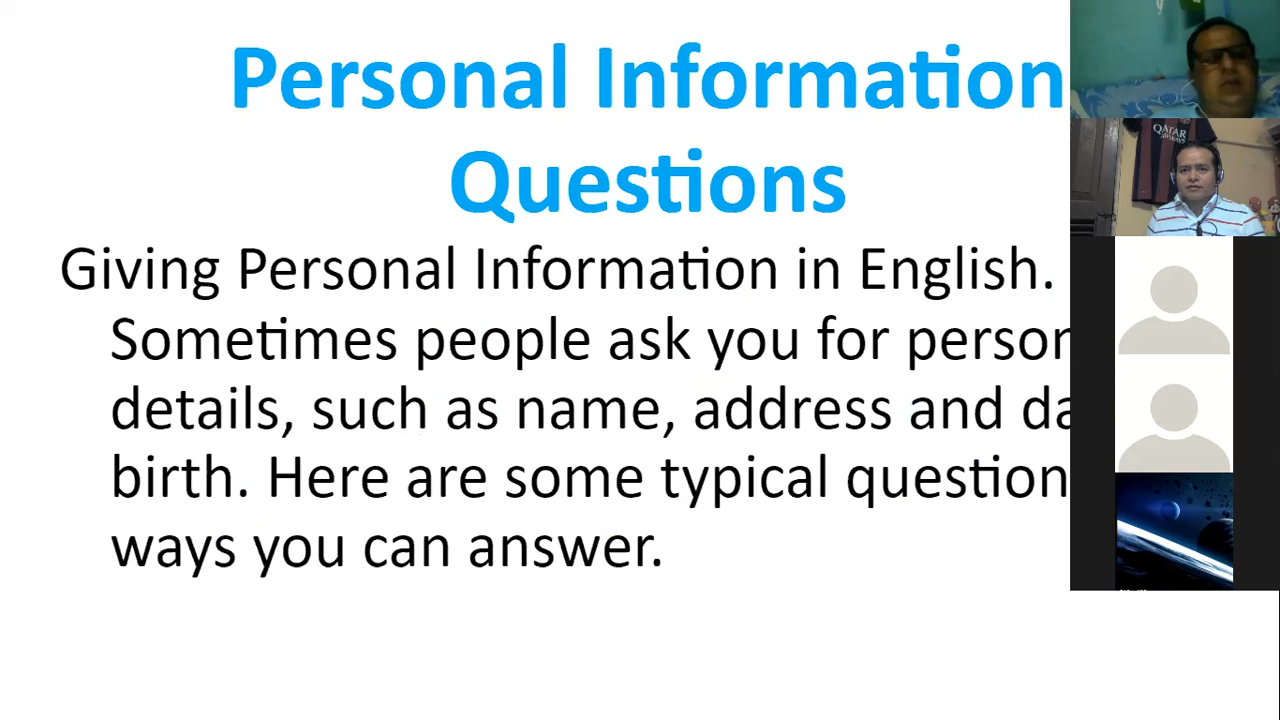 Personal Information
Questions
Giving Personal Information in English.
Sometimes people ask you for
details, such as name, address and
birth. Here are some typical
ways you can answer.
QATAR